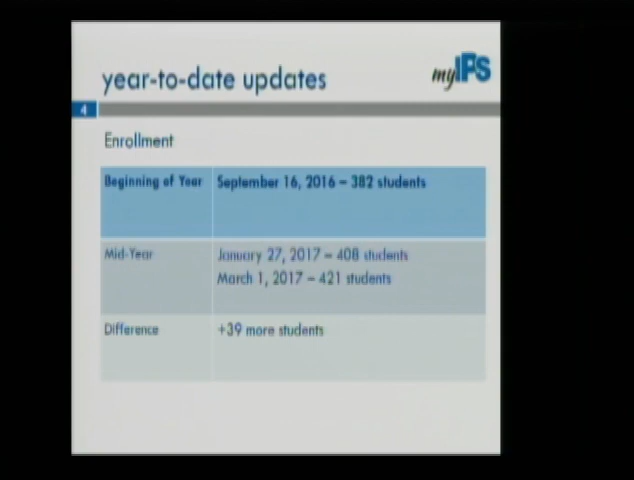 year-to-date updates
myIPS
4
Enrollment
Beginning of Year
September 16, 2016 – 382 students
Mid-Year
January 27, 2017 – 408 students
March 1, 2017 – 421 students
Difference
+39 more students